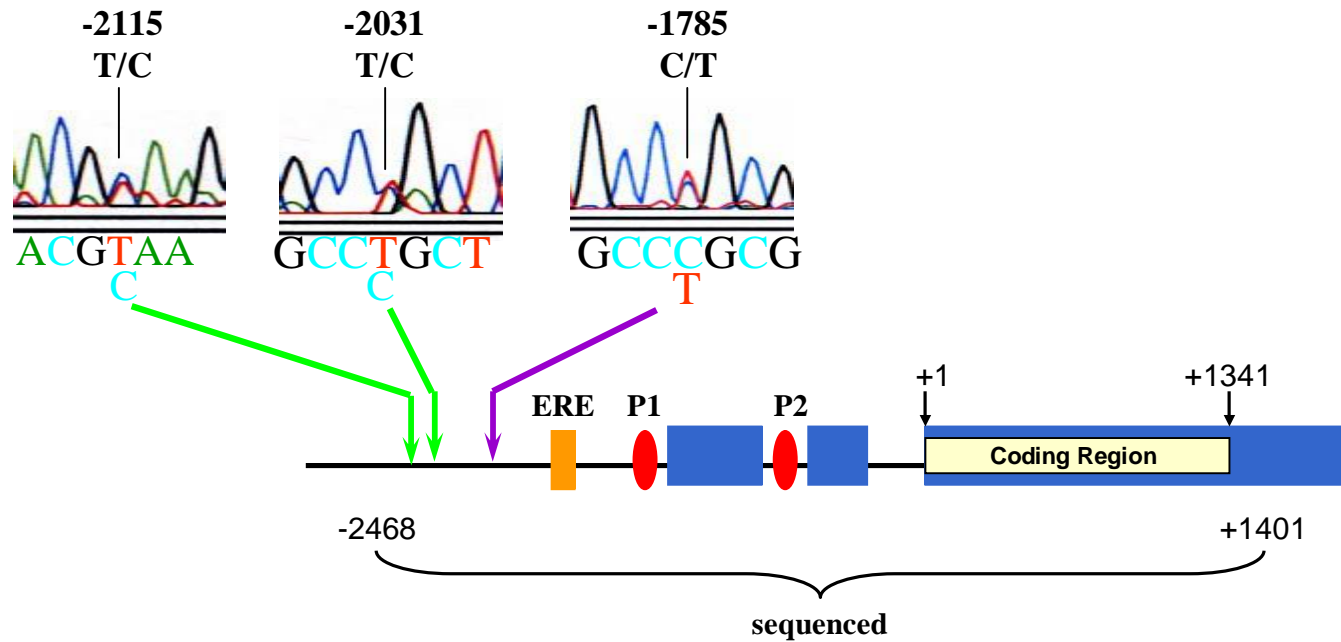 -2115
T/C
-2031
T/C
-1785
C/T
ACGTAA
C
GCCTGCT
C
GCCCGCG
T
+1
+1341
ERE
P1
P2
Coding Region
-2468
+1401
sequenced